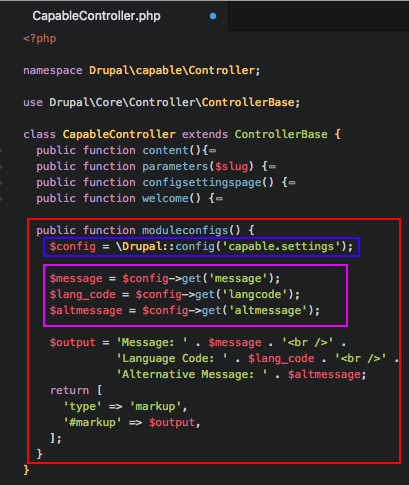 CapableController.php
<?php
namespace Drupal\capable\Controller;
use Drupal\Core\Controller\ControllerBase;
class CapableController extends ControllerBase {
public function content(){
public function parameters($slug) {
public function configsettingspage() {
public function welcome() {
public function moduleconfigs() {
$config = \Drupal::config('capable.settings');
$message = $config->get('message');
$lang_code = $config->get('langcode');
$altmessage = $config->get('altmessage');
$output = 'Message: ' . $message . '<br />' .
'Language Code: ' . $lang_code . '<br />' .
'Alternative Message: ' . $altmessage;
return [
'type' => 'markup',
'#markup' => $output,
];
}
}